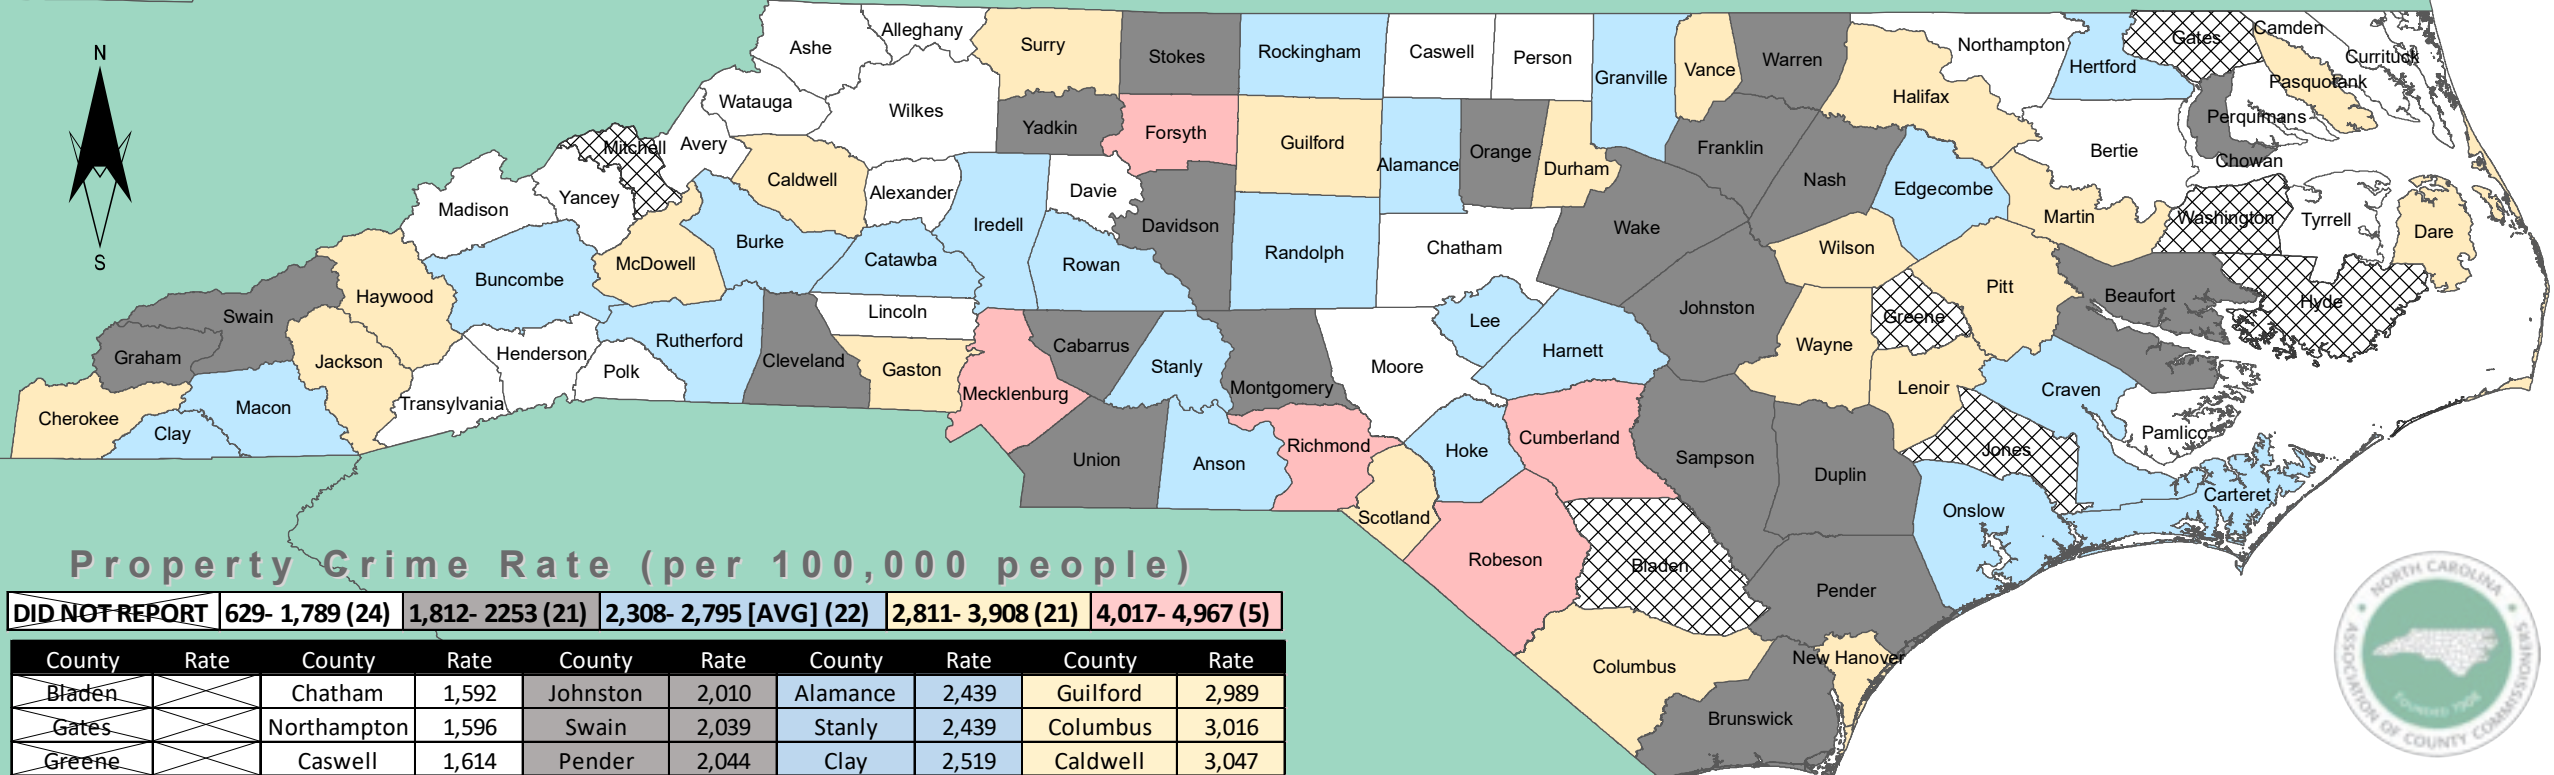 N
S
Ashe
Alleghany
Surry
Stokes
Rockingham
Caswell
Person
Granville
Vance
Warren
Northampton
Hertford
Gates
Camden
Currituck
Pasquotank
Perquimans
Chowan
Watauga
Wilkes
Yadkin
Forsyth
Guilford
Alamance
Orange
Durham
Franklin
Nash
Halifax
Edgecombe
Bertie
Mitchell
Avery
Caldwell
Alexander
Iredell
Davie
Davidson
Randolph
Chatham
Wake
Wilson
Martin
Washington
Tyrrell
Dare
Madison
Yancey
McDowell
Burke
Catawba
Rowan
Buncombe
Haywood
Swain
Graham
Jackson
Cherokee
Clay
Macon
Transylvania
Henderson
Polk
Rutherford
Cleveland
Lincoln
Gaston
Mecklenburg
Cabarrus
Stanly
Montgomery
Moore
Lee
Harnett
Johnston
Wayne
Greene
Pitt
Beaufort
Hyde
Lenoir
Craven
Pamlico
Jones
Carteret
Onslow
Duplin
Sampson
Cumberland
Hoke
Richmond
Scotland
Anson
Union
Robeson
Bladen
Pender
Columbus
New Hanover
Brunswick
Property Crime Rate (per 100,000 people)
DID NOT REPORT 629- 1,789 (24) 1,812- 2253 (21) 2,308- 2,795 [AVG] (22) 2,811- 3,908 (21) 4,017- 4,967 (5)
County Rate County Rate County Rate County Rate County Rate
Bladen Chatham 1,592 Johnston 2,010 Alamance 2,439 Guilford 2,989
Gates Northampton 1,596 Swain 2,039 Stanly 2,439 Columbus 3,016
Greene Caswell 1,614 Pender 2,044 Clay 2,519 Caldwell 3,047
NORTH CAROLINA
ASSOCIATION OF COUNTY COMMISSIONERS
FOUNDED 1908